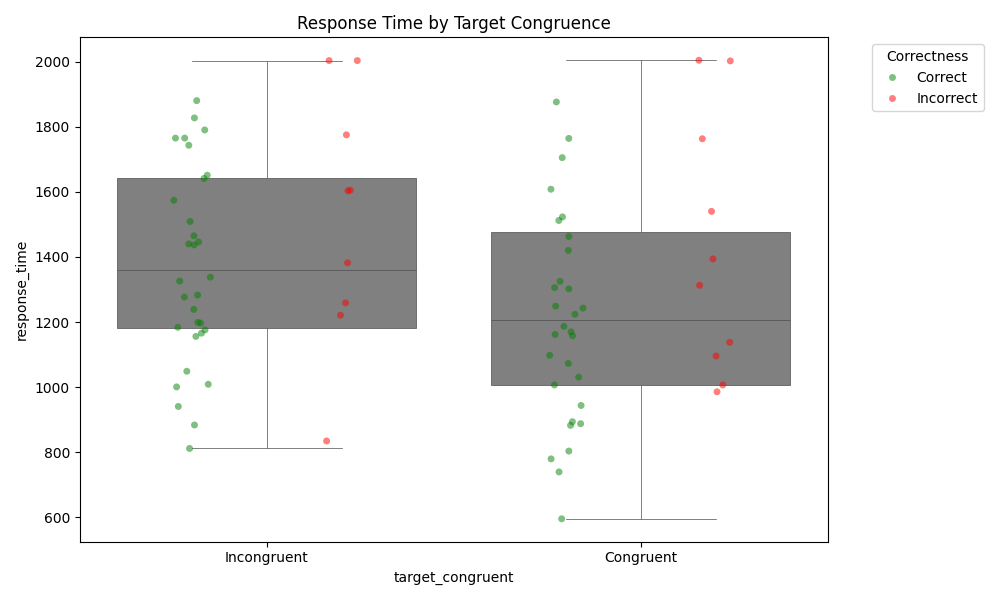 Response Time by Target Congruence
Correctness
Correct
Incorrect
response_time
2000
1800
1600
1400
1200
1000
800
600
Incongruent
Congruent
target_congruent